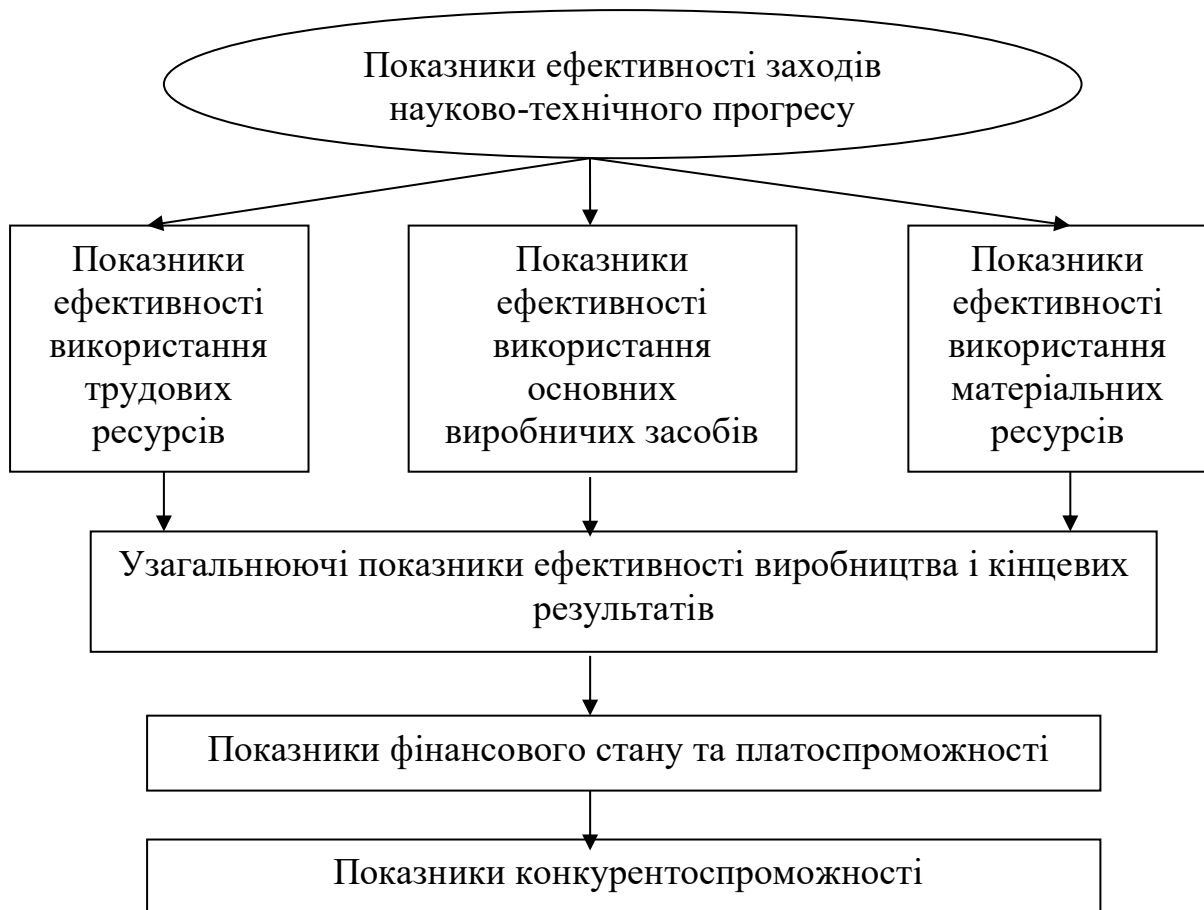 Показники ефективності заходів
науково-технічного прогресу
Показники
ефективності
використання
трудових
ресурсів
Показники
ефективності
використання
основних
виробничих засобів
Показники
ефективності
використання
матеріальних
ресурсів
Узагальнюючі показники ефективності виробництва і кінцевих
результатів
Показники фінансового стану та платоспроможності
Показники конкурентоспроможності